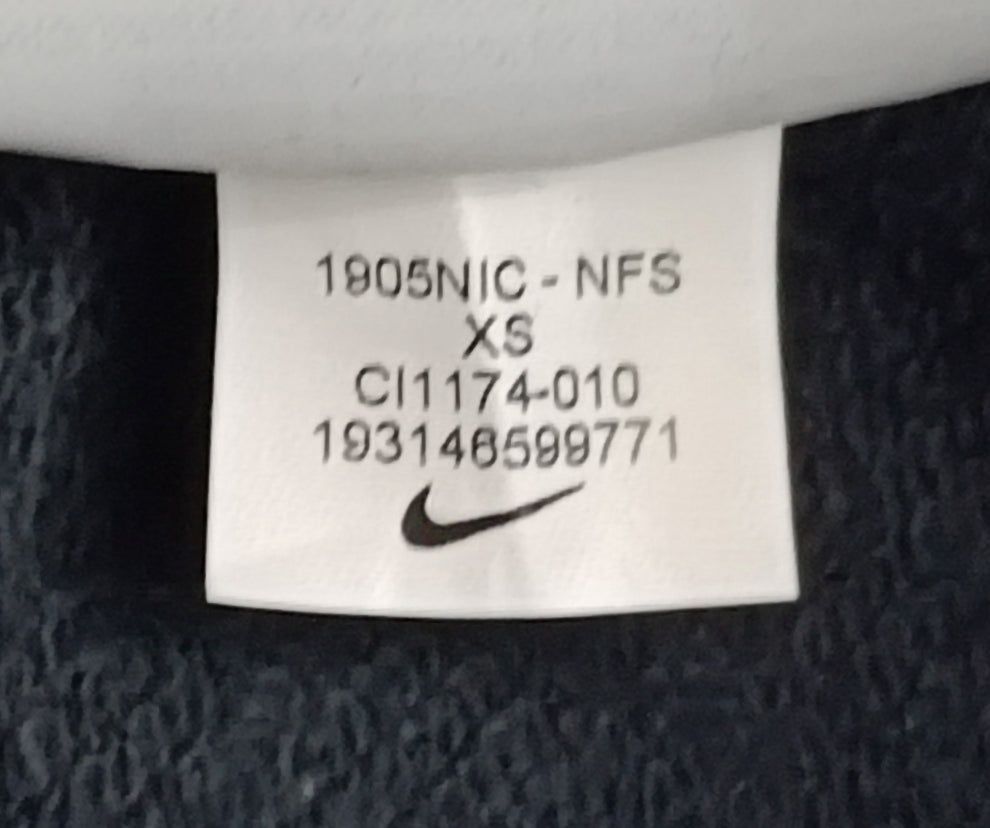 1905NIC - NFS
XS
CI1174-010
193146599771